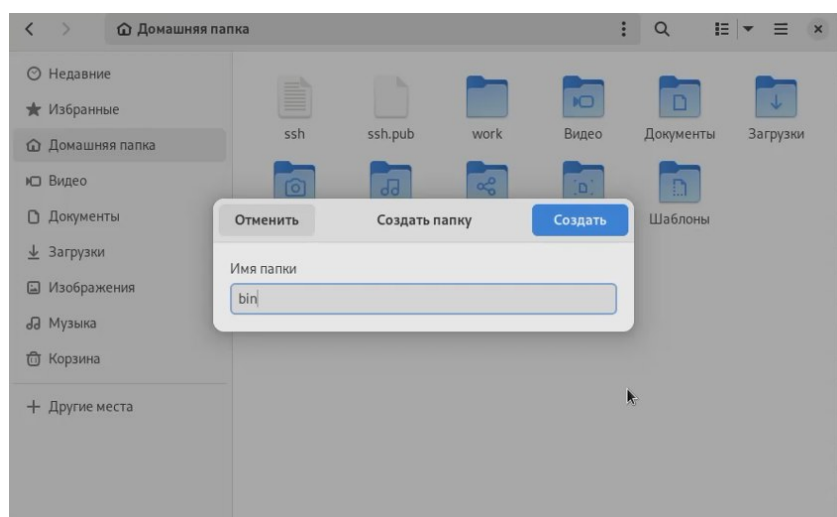 Домашняя папка
Недавние
Избранные
Домашняя папка
Видео
Документы
Загрузки
Изображения
Музыка
Корзина
Другие места
ssh
ssh.pub
work
Видео
Документы
Загрузки
Шаблоны
Отменить
Создать папку
Создать
Имя папки
bin